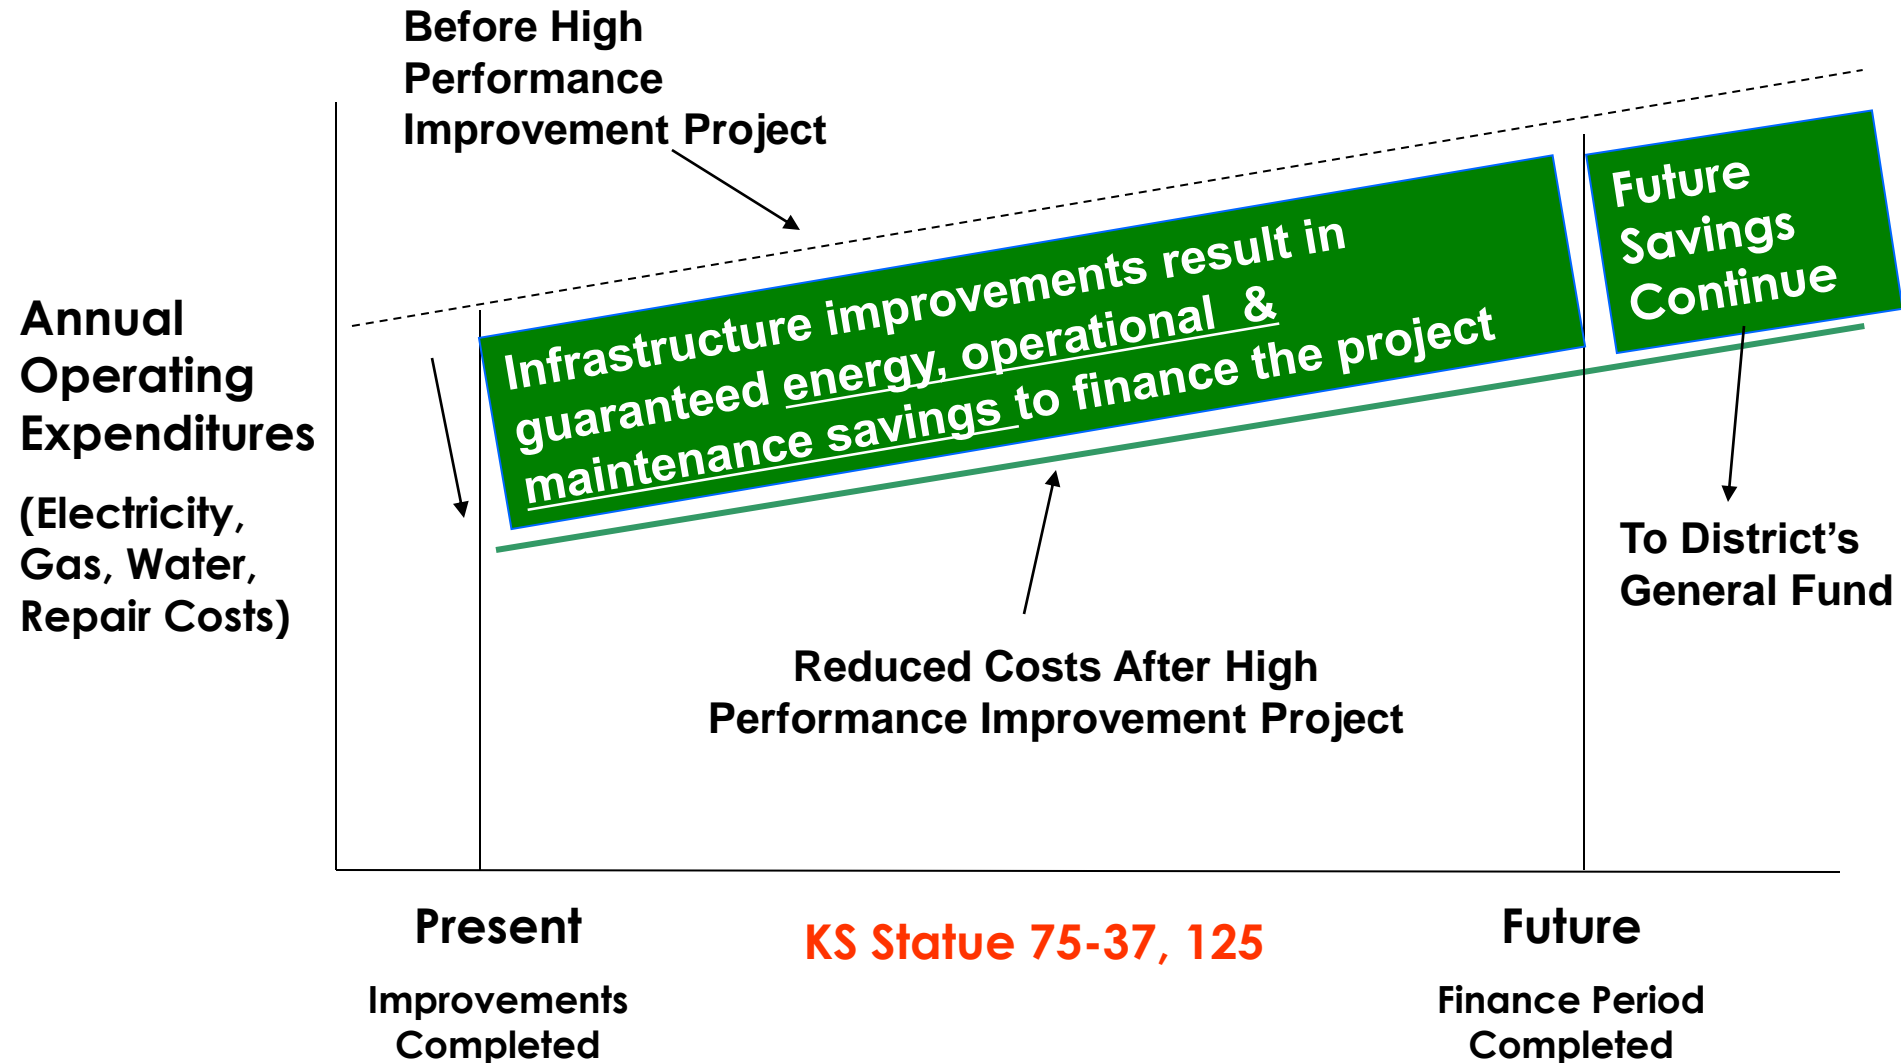 Before High
Performance
Improvement Project
Annual
Operating
Expenditures
(Electricity,
Gas, Water,
Repair Costs)
Infrastructure improvements result in
guaranteed energy, operational &
maintenance savings to finance the project
Future
Savings
Continue
To District’s
General Fund
Reduced Costs After High
Performance Improvement Project
Present
Improvements
Completed
KS Statue 75-37, 125
Future
Finance Period
Completed